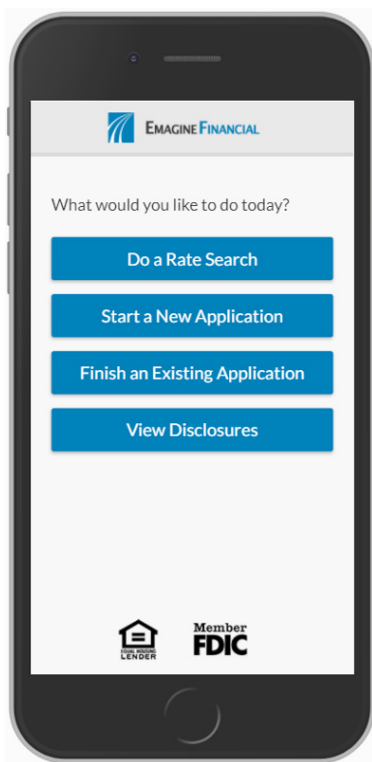 EMAGINE FINANCIAL
What would you like to do today?
Do a Rate Search
Start a New Application
Finish an Existing Application
View Disclosures
EQUAL HOUSING
LENDER
Member
FDIC